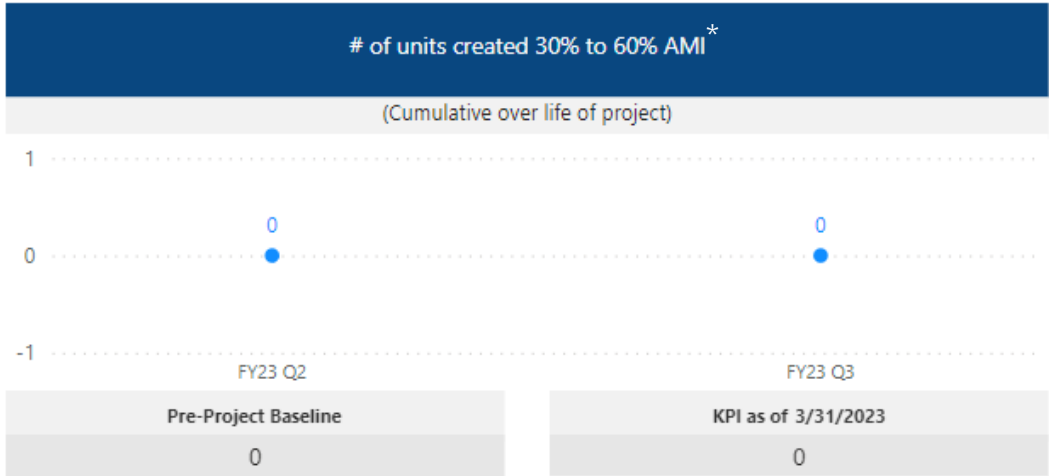 # of units created 30% to 60% AMI*
(Cumulative over life of project)
1
0 0
0
-1
FY23 Q2 FY23 Q3
Pre-Project Baseline KPI as of 3/31/2023
0 0